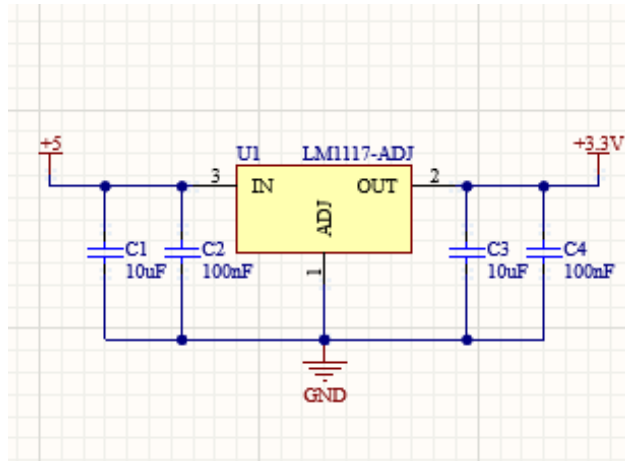 +5
+3.3V
U1
LM1117-ADJ
3
IN
OUT
2
ADJ
1
C1
10uF
C2
100nF
C3
10uF
C4
100nF
GND